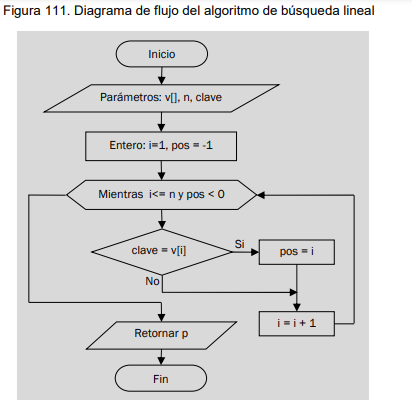 Figura 111. Diagrama de flujo del algoritmo de búsqueda lineal
Inicio
Parámetros: v[], n, clave
Entero: i=1, pos = -1
Mientras i<= n y pos < 0
clave = v[i]
Si
pos = i
No
i = i + 1
Retornar p
Fin